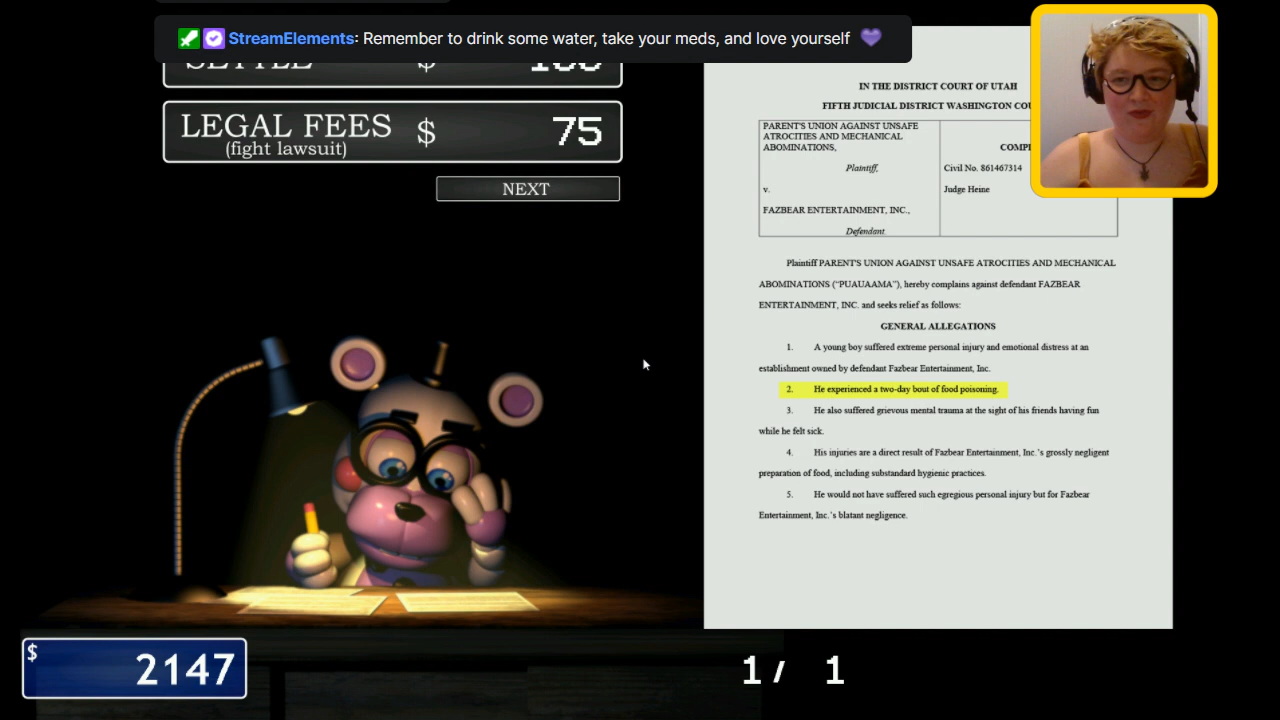 StreamElements: Remember to drink some water, take your meds, and love yourself 💜
SETTLE $ 100
LEGAL FEES $ 75
(fight lawsuit)
NEXT
IN THE DISTRICT COURT OF UTAH
FIFTH JUDICIAL DISTRICT WASHINGTON
PARENT'S UNION AGAINST UNSAFE
ATROCITIES AND MECHANICAL
ABOMINATIONS,
Plaintiff,
Civil No. 861467314
v.
Judge Heine
FAZBEAR ENTERTAINMENT, INC.,
Defendant.
Plaintiff PARENT'S UNION AGAINST UNSAFE ATROCITIES AND MECHANICAL
ABOMINATIONS ("PUAUAAMA"), hereby complains against defendant FAZBEAR
ENTERTAINMENT, INC. and seeks relief as follows:
GENERAL ALLEGATIONS
1. A young boy suffered extreme personal injury and emotional distress at an
establishment owned by defendant Fazbear Entertainment, Inc.
2. He experienced a two-day bout of food poisoning.
3. He also suffered grievous mental trauma at the sight of his friends having fun
while he felt sick.
4. His injuries are a direct result of Fazbear Entertainment, Inc.'s grossly negligent
preparation of food, including substandard hygienic practices.
5. He would not have suffered such egregious personal injury but for Fazbear
Entertainment, Inc.'s blatant negligence.
$ 2147
1 / 1